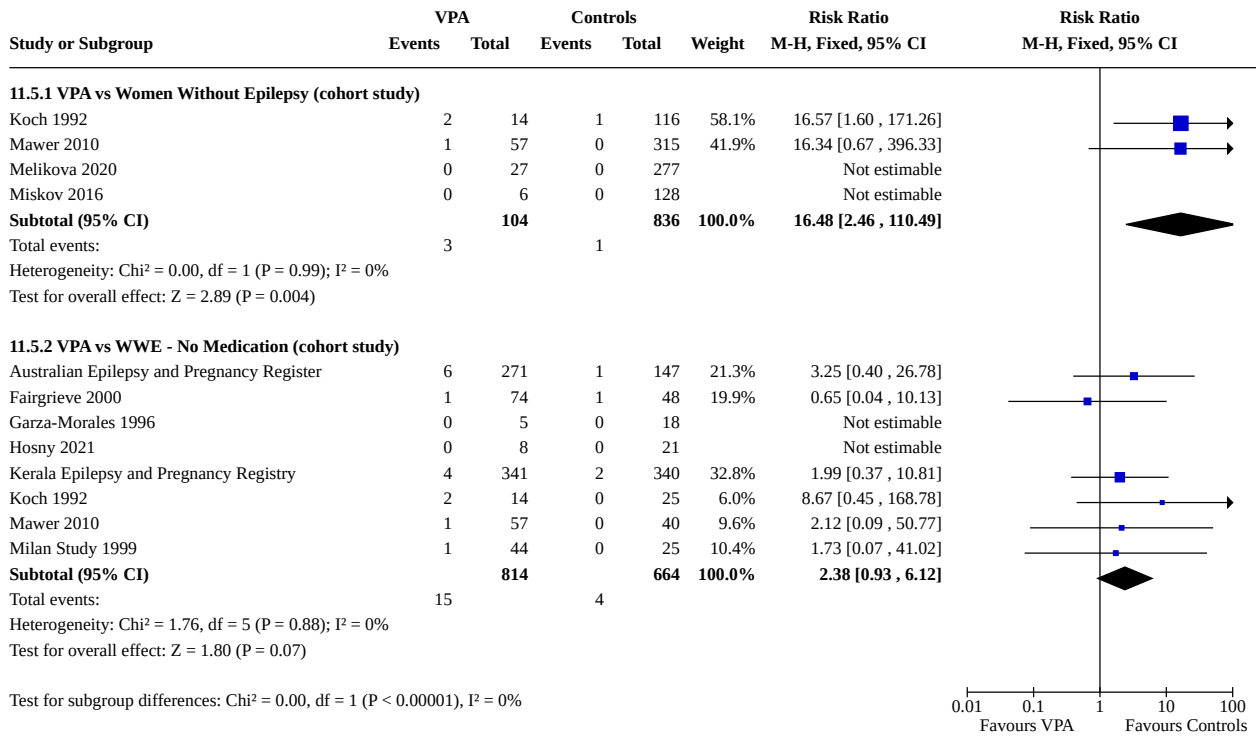 VPA Controls Risk Ratio Risk Ratio
Study or Subgroup Events Total Events Total Weight M-H, Fixed, 95% CI M-H, Fixed, 95% CI
11.5.1 VPA vs Women Without Epilepsy (cohort study)
Koch 1992 2 14 1 116 58.1% 16.57 [1.60 , 171.26]
Mawer 2010 1 57 0 315 41.9% 16.34 [0.67 , 396.33]
Melikova 2020 0 27 0 277 Not estimable
Miskov 2016 0 6 0 128 Not estimable
Subtotal (95% CI) 104 836 100.0% 16.48 [2.46 , 110.49]
Total events: 3 1
Heterogeneity: Chi² = 0.00, df = 1 (P = 0.99); I² = 0%
Test for overall effect: Z = 2.89 (P = 0.004)
11.5.2 VPA vs WWE - No Medication (cohort study)
Australian Epilepsy and Pregnancy Register 6 271 1 147 21.3% 3.25 [0.40 , 26.78]
Fairgrieve 2000 1 74 1 48 19.9% 0.65 [0.04 , 10.13]
Garza-Morales 1996 0 5 0 18 Not estimable
Hosny 2021 0 8 0 21 Not estimable
Kerala Epilepsy and Pregnancy Registry 4 341 2 340 32.8% 1.99 [0.37 , 10.81]
Koch 1992 2 14 0 25 6.0% 8.67 [0.45 , 168.78]
Mawer 2010 1 57 0 40 9.6% 2.12 [0.09 , 50.77]
Milan Study 1999 1 44 0 25 10.4% 1.73 [0.07 , 41.02]
Subtotal (95% CI) 814 664 100.0% 2.38 [0.93 , 6.12]
Total events: 15 4
Heterogeneity: Chi² = 1.76, df = 5 (P = 0.88); I² = 0%
Test for overall effect: Z = 1.80 (P = 0.07)
Test for subgroup differences: Chi² = 0.00, df = 1 (P < 0.00001), I² = 0%
0.01 0.1 1 10 100
Favours VPA Favours Controls